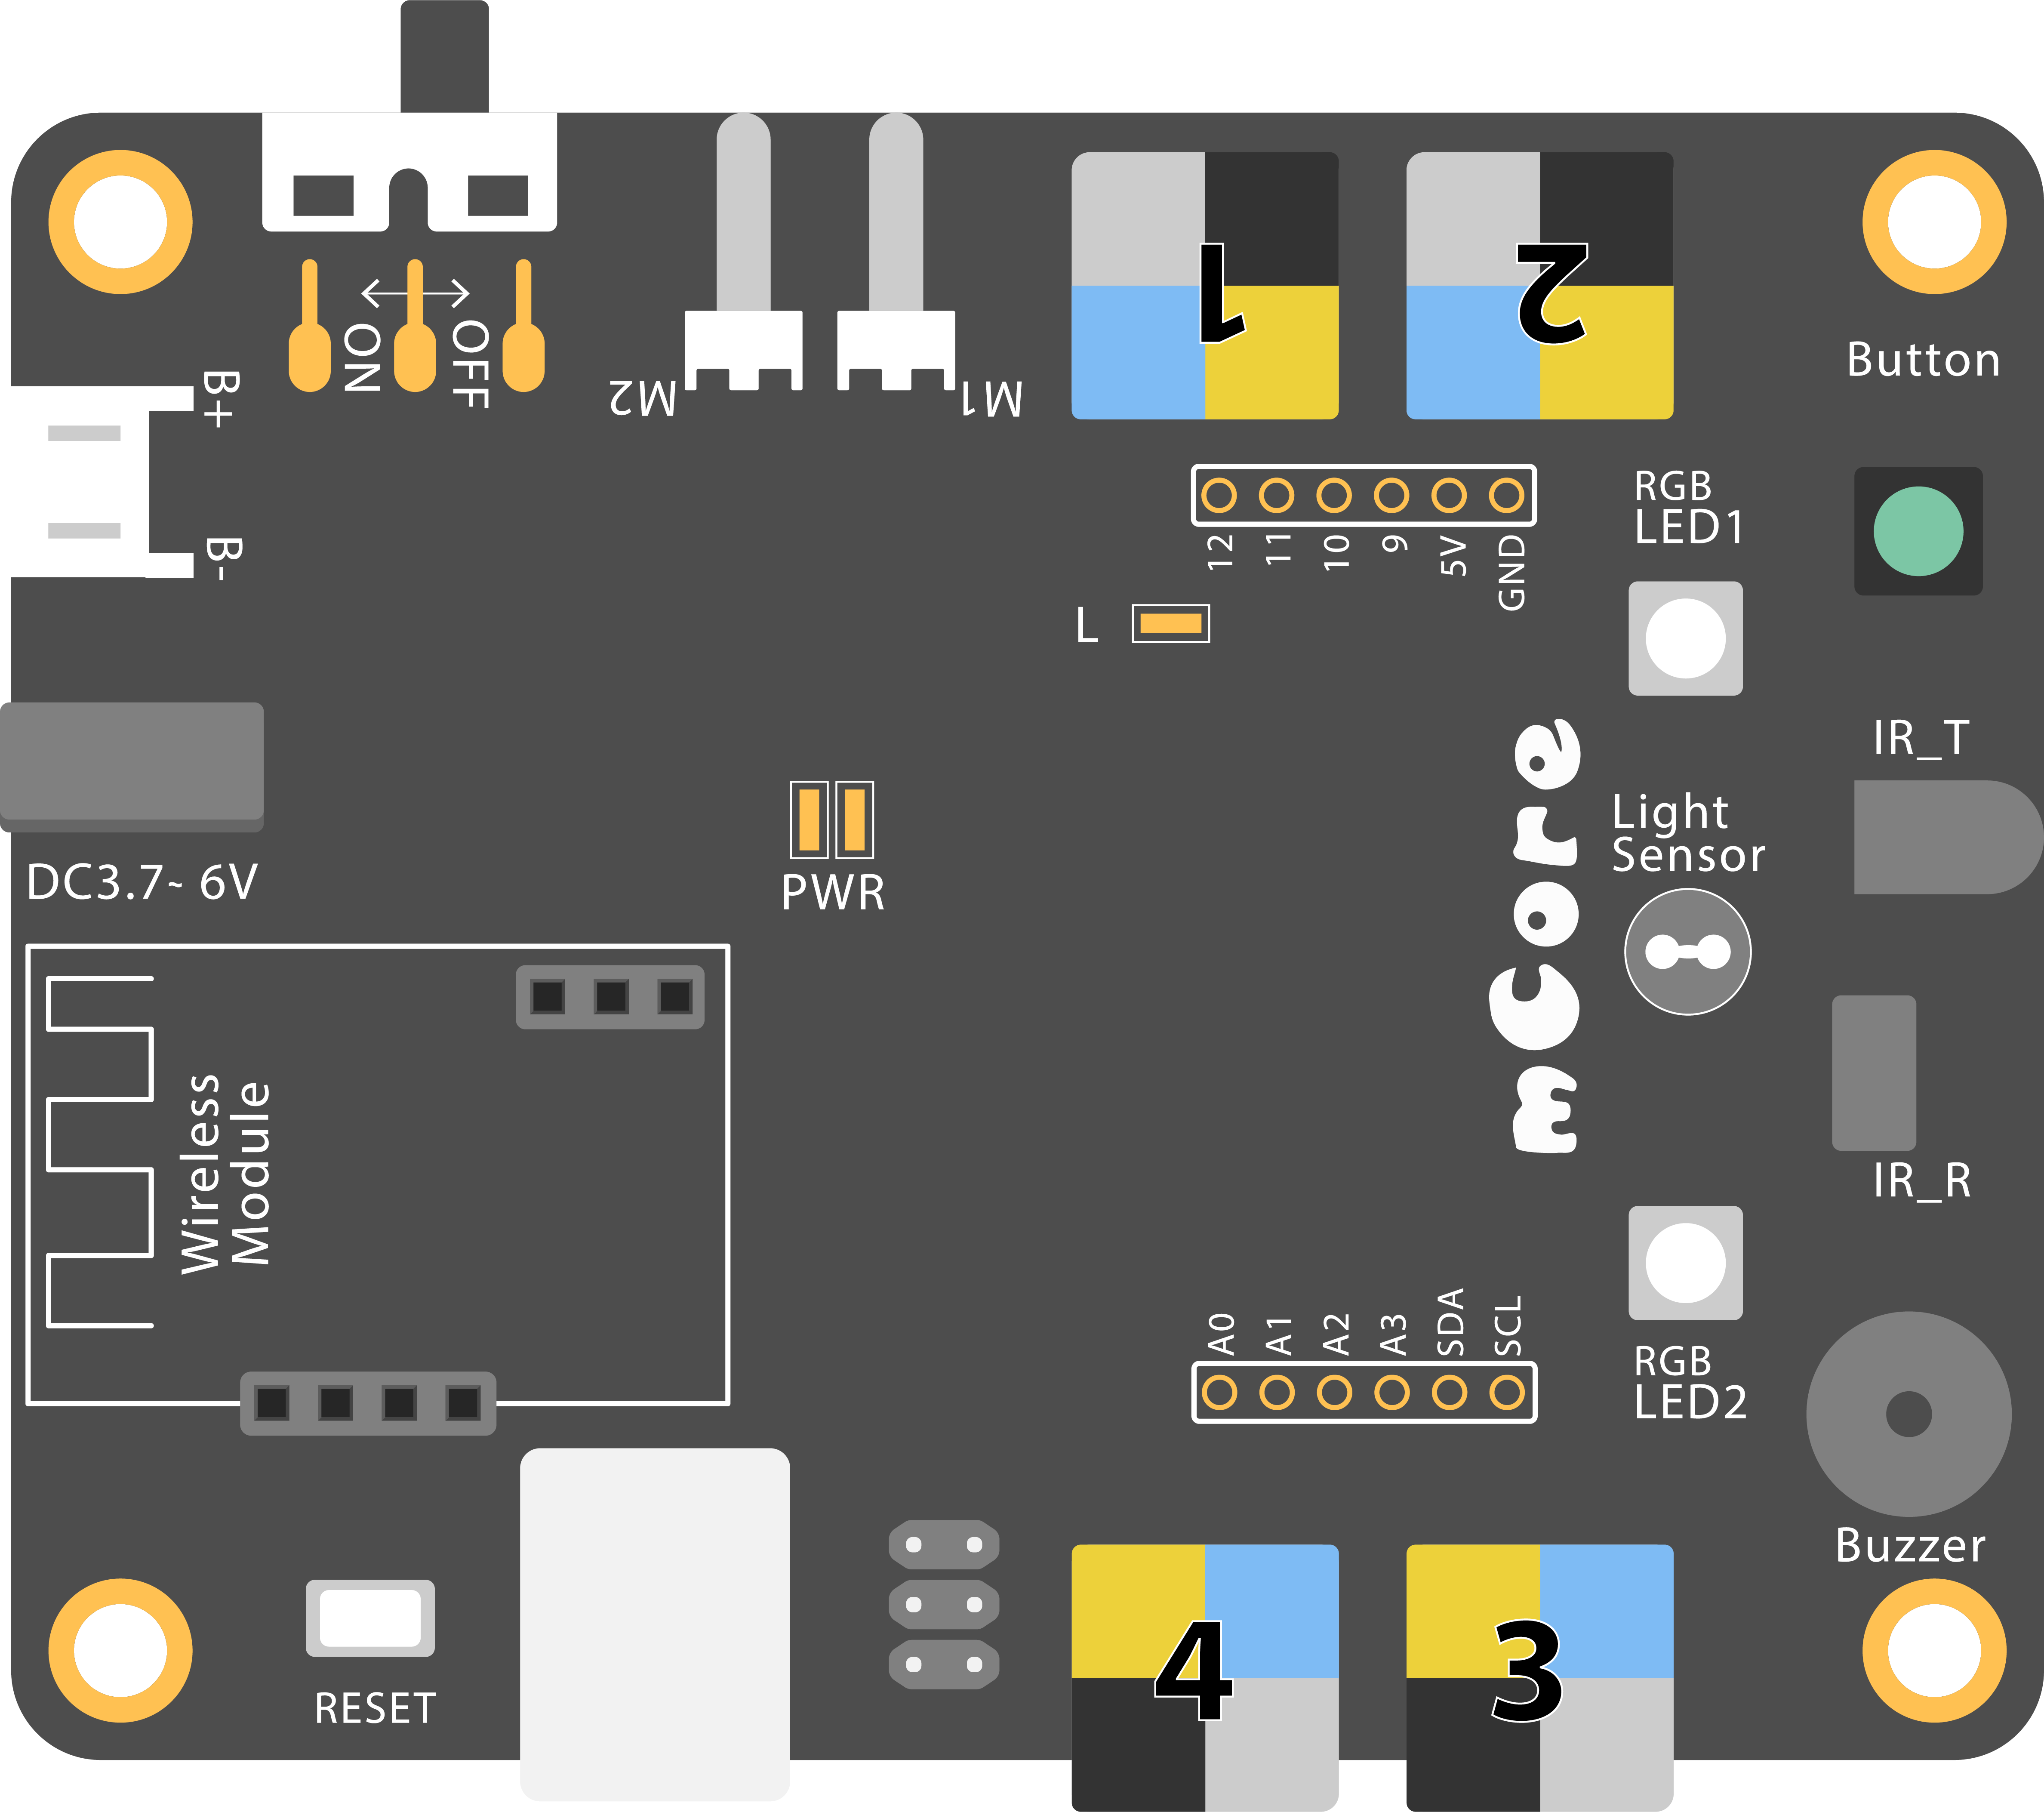 1
2
ON
OFF
M2
M1
Button
B+
B-
RGB
LED1
12
11
10
9
5V
GND
L
IR_T
Light
Sensor
DC3.7~ 6V
PWR
mCore
Wireless
Module
IR_R
A0
A1
A2
A3
SDA
SCL
RGB
LED2
Buzzer
4
3
RESET